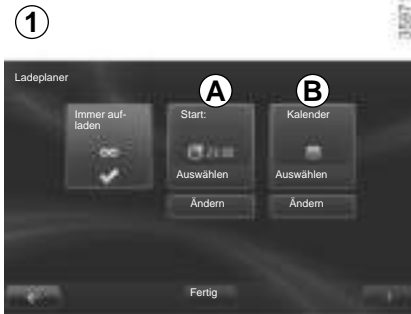 1
Ladeplaner
A
B
Immer auf-
laden
Start:
Kalender
Auswählen
Auswählen
Ändern
Ändern
Fertig